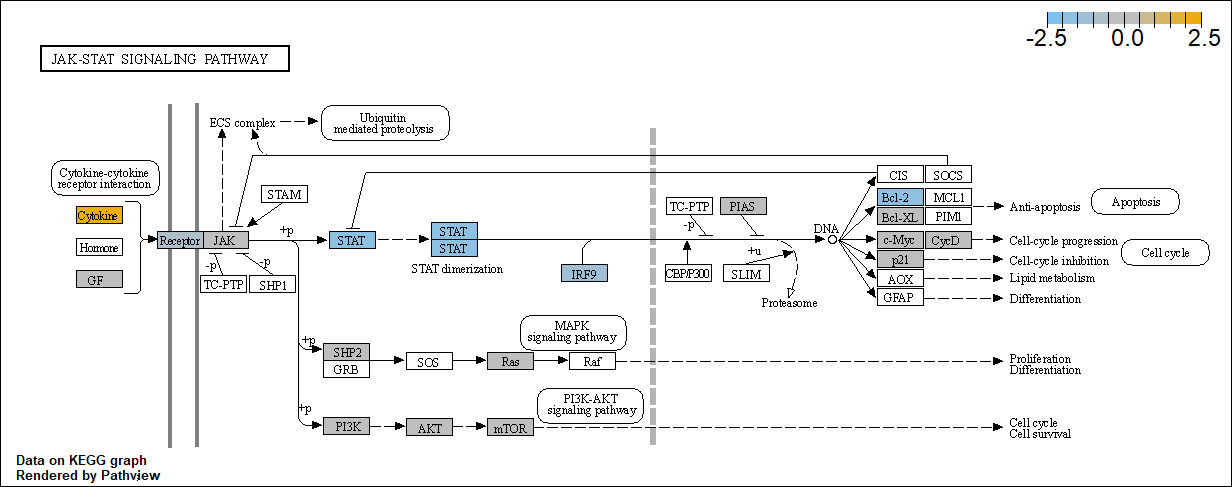 -2.5 0.0 2.5
JAK-STAT SIGNALING PATHWAY
ECS complex
Ubiquitin
mediated proteolysis
Cytokine-cytokine
receptor interaction
Cytokine
Hormone
GF
Receptor
JAK
STAM
-p
-p
TC-PTP
SHP1
+p
STAT
STAT
STAT
STAT dimerization
IRF9
TC-PTP
PIAS
-p
+u
CBP/P300
SLIM
Proteasome
DNA
CIS
SOCS
Bcl-2
MCL1
Bcl-XL
PIM1
c-Myc
CycD
p21
AOX
GFAP
Anti-apoptosis
Apoptosis
Cell-cycle progression
Cell-cycle inhibition
Cell cycle
Lipid metabolism
Differentiation
+p
SHP2
GRB
SOS
Ras
Raf
MAPK
signaling pathway
Proliferation
Differentiation
+p
PI3K
AKT
mTOR
PI3K-AKT
signaling pathway
Cell cycle
Cell survival
Data on KEGG graph
Rendered by Pathview